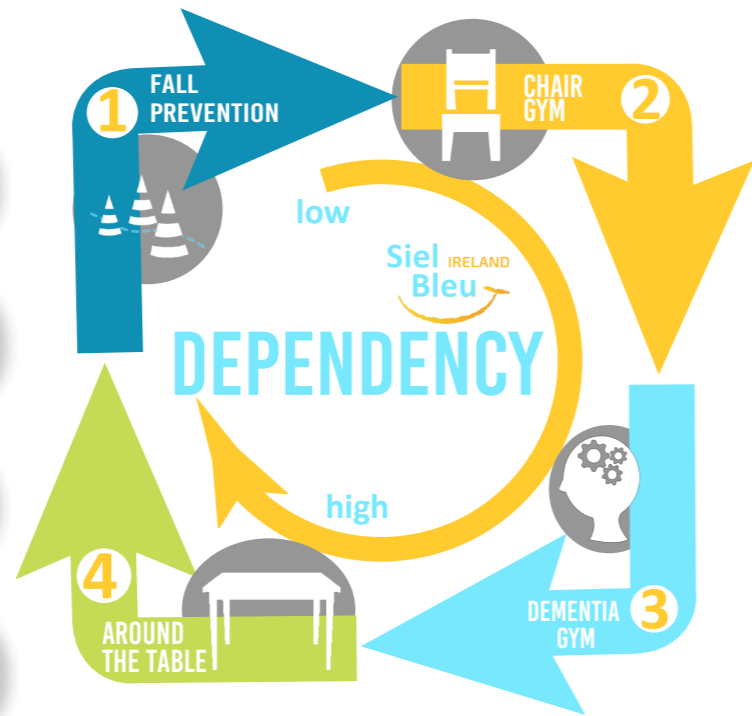 1
FALL
PREVENTION
CHAIR
GYM
2
low
Siel IRELAND
Bleu
DEPENDENCY
high
DEMENTIA
GYM
3
4
AROUND
THE TABLE